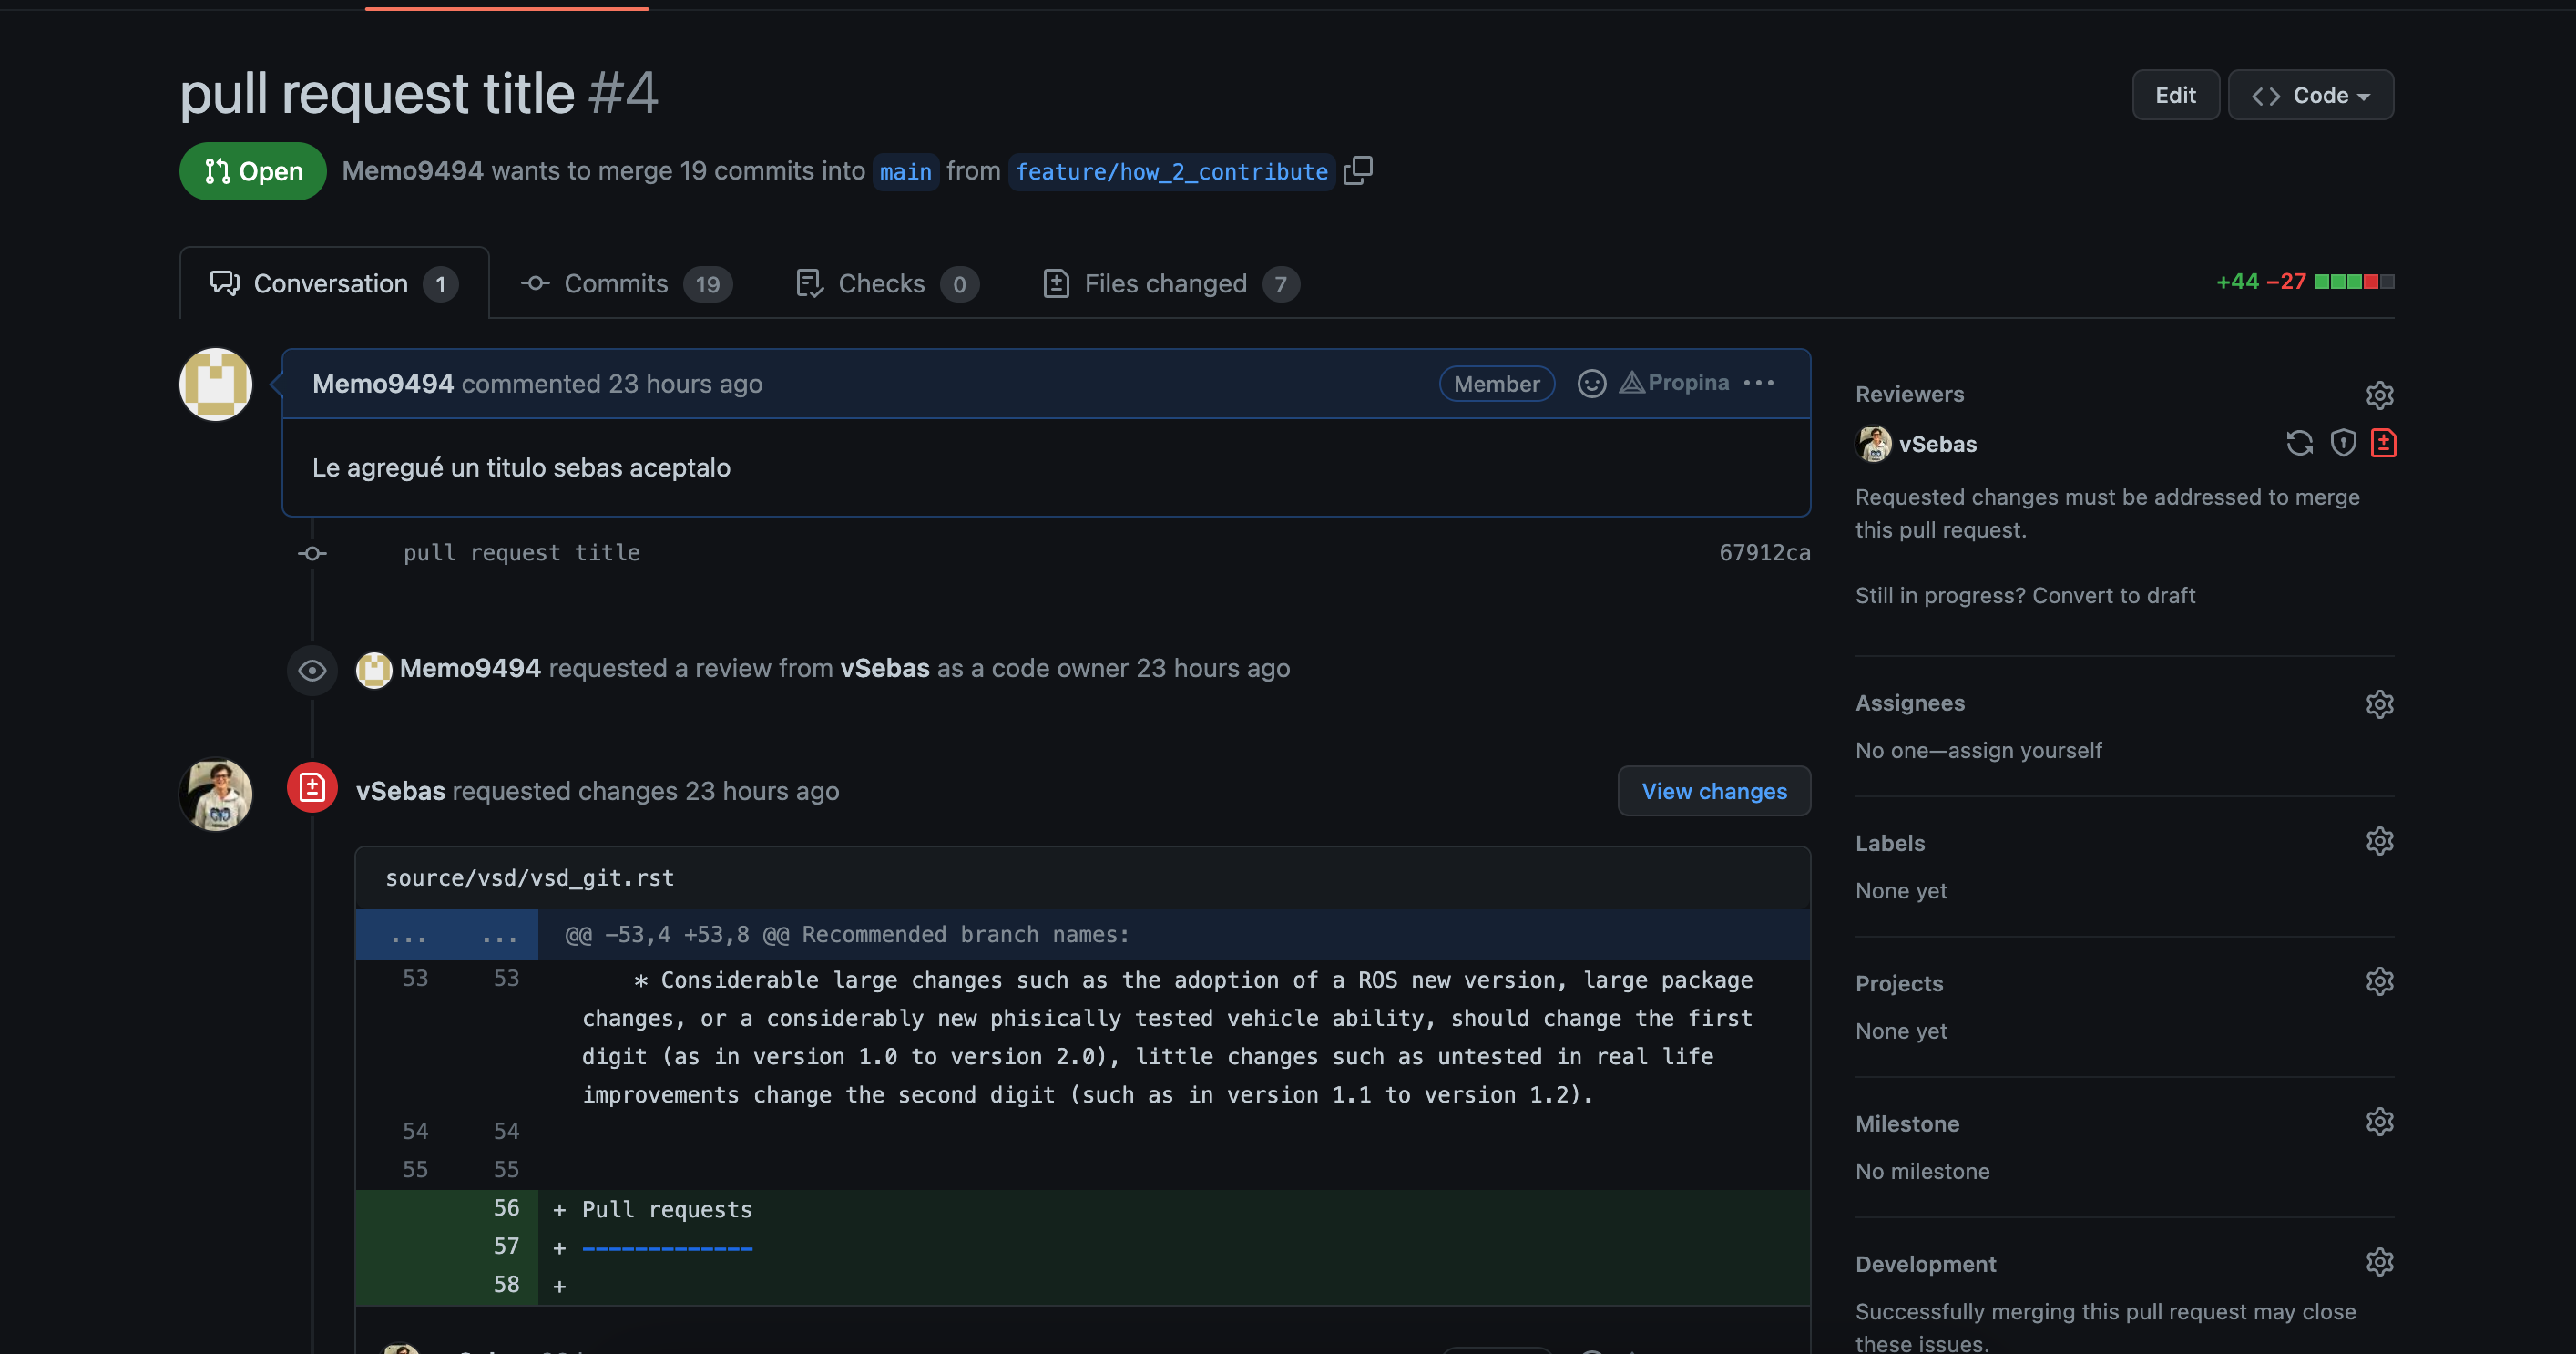 pull request title #4
Edit
Code
Open
Memo9494 wants to merge 19 commits into main from feature/how_2_contribute
Conversation 1
Commits 19
Checks 0
Files changed 7
+44 −27
Memo9494 commented 23 hours ago
Member
Propina
Le agregué un titulo sebas aceptalo
pull request title
67912ca
Memo9494 requested a review from vSebas as a code owner 23 hours ago
vSebas requested changes 23 hours ago
View changes
source/vsd/vsd_git.rst
... ... @@ −53,4 +53,8 @@ Recommended branch names:
53 53 * Considerable large changes such as the adoption of a ROS new version, large package
changes, or a considerably new phisically tested vehicle ability, should change the first
digit (as in version 1.0 to version 2.0), little changes such as untested in real life
improvements change the second digit (such as in version 1.1 to version 1.2).
54 54
55 55
56 + Pull requests
57 + -------------
58 +
Reviewers
vSebas
Requested changes must be addressed to merge
this pull request.
Still in progress? Convert to draft
Assignees
No one—assign yourself
Labels
None yet
Projects
None yet
Milestone
No milestone
Development
Successfully merging this pull request may close
these issues.